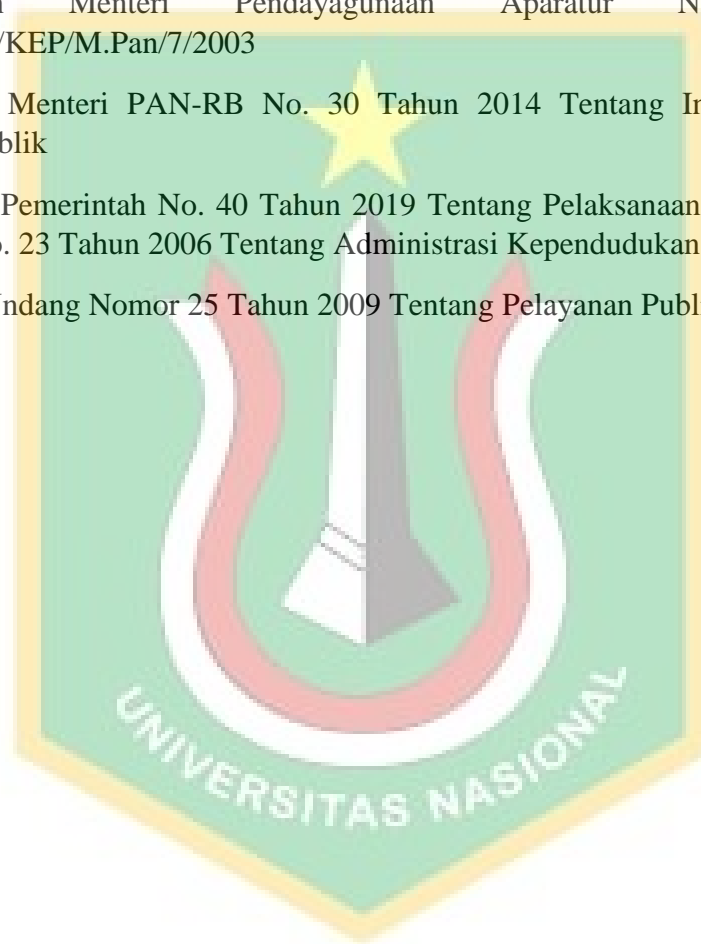 Menteri Pendayagunaan Aparatur N
/KEP/M.Pan/7/2003
Menteri PAN-RB No. 30 Tahun 2014 Tentang In
blik
Pemerintah No. 40 Tahun 2019 Tentang Pelaksanaan
o. 23 Tahun 2006 Tentang Administrasi Kependudukan
Undang Nomor 25 Tahun 2009 Tentang Pelayanan Publi
UNIVERSITAS NASIONAL